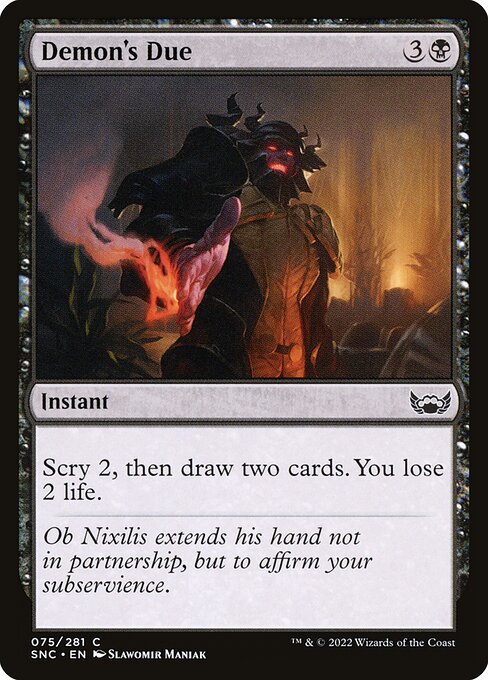 Demon's Due 3
Instant
Scry 2, then draw two cards. You lose
2 life.
Ob Nixilis extends his hand not
in partnership, but to affirm your
subservience.
075/281 C
SNC • EN Slawomir Maniak
™ & © 2022 Wizards of the Coast